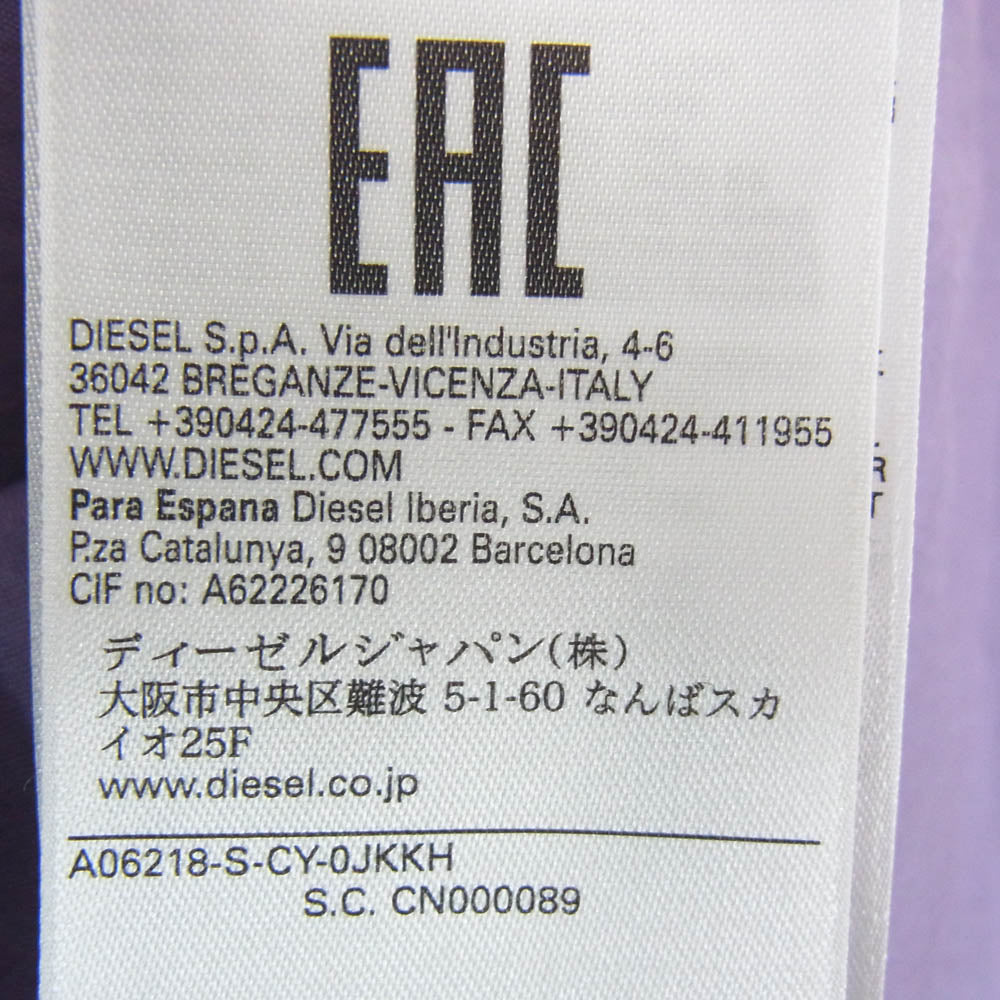 EAC
DIESEL S.p.A. Via dell'Industria, 4-6
36042 BREGANZE-VICENZA-ITALY
TEL +390424-477555 - FAX +390424-411955
WWW.DIESEL.COM
Para Espana Diesel Iberia, S.A.
P.za Catalunya, 9 08002 Barcelona
CIF no: A62226170
ディーゼルジャパン(株)
大阪市中央区難波 5-1-60 なんばスカ
イオ25F
www.diesel.co.jp
A06218-S-CY-0JKKH
S.C. CN000089